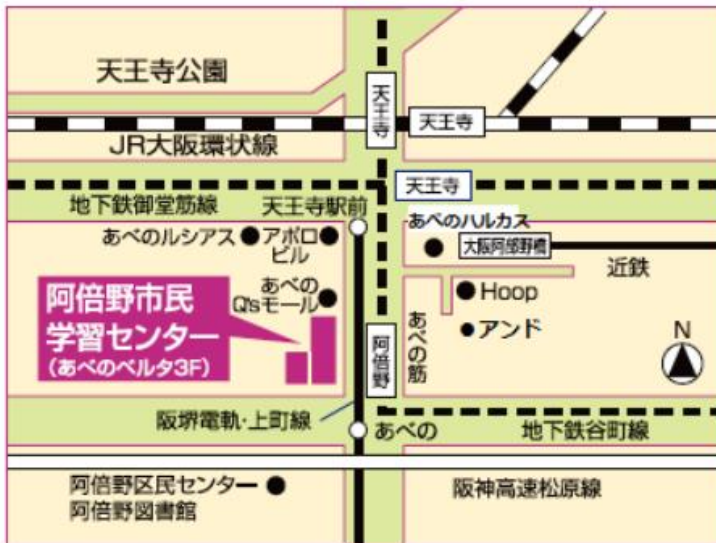 天王寺公園
天王寺
天王寺
JR大阪環状線
天王寺
地下鉄御堂筋線
天王寺駅前
あべのハルカス
あべのルシアス
アポロ
ビル
大阪阿部野橋
近鉄
あべの
Q'sモール
Hoop
阿倍野市民
学習センター
(あべのベルタ3F)
アンド
あべの筋
阿倍野
N
阪堺電軌・上町線
あべの
地下鉄谷町線
阿倍野区民センター
阿倍野図書館
阪神高速松原線